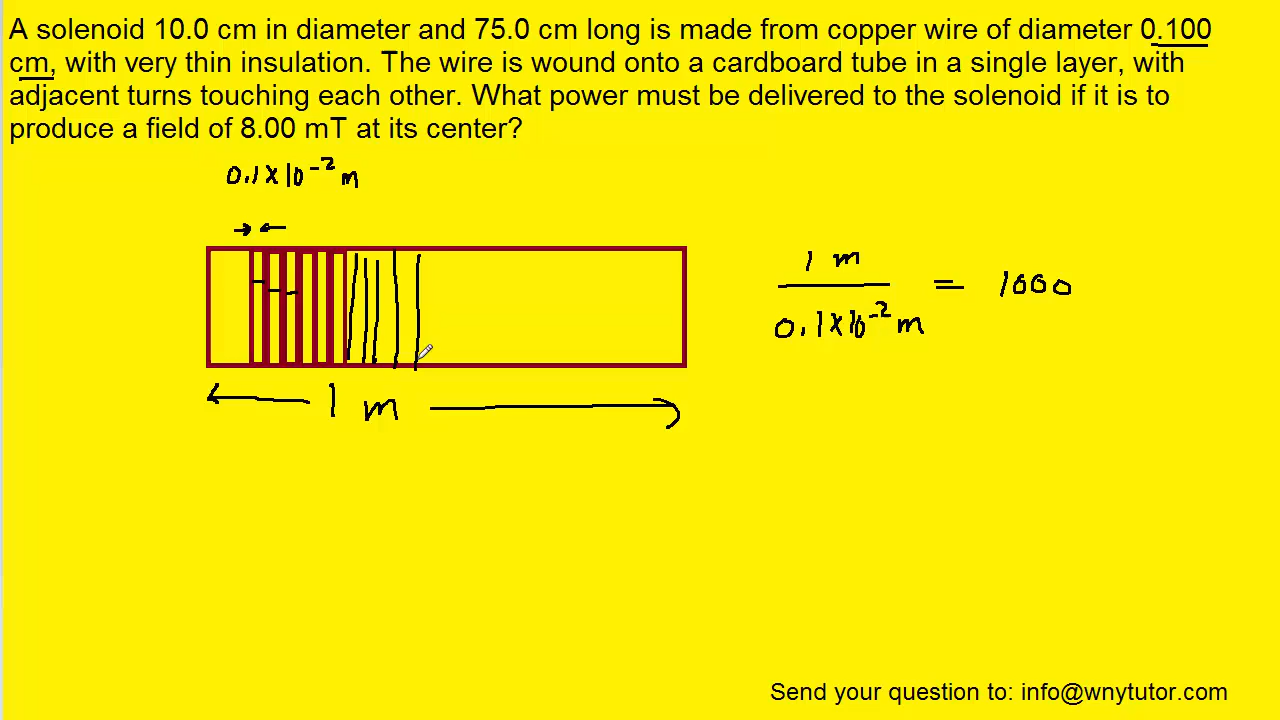 A solenoid 10.0 cm in diameter and 75.0 cm long is made from copper wire of diameter 0.100
cm, with very thin insulation. The wire is wound onto a cardboard tube in a single layer, with
adjacent turns touching each other. What power must be delivered to the solenoid if it is to
produce a field of 8.00 mT at its center?
0.1×10⁻² m
1 m
—————— = 1000
0.1×10⁻² m
1 m
Send your question to: info@wnytutor.com